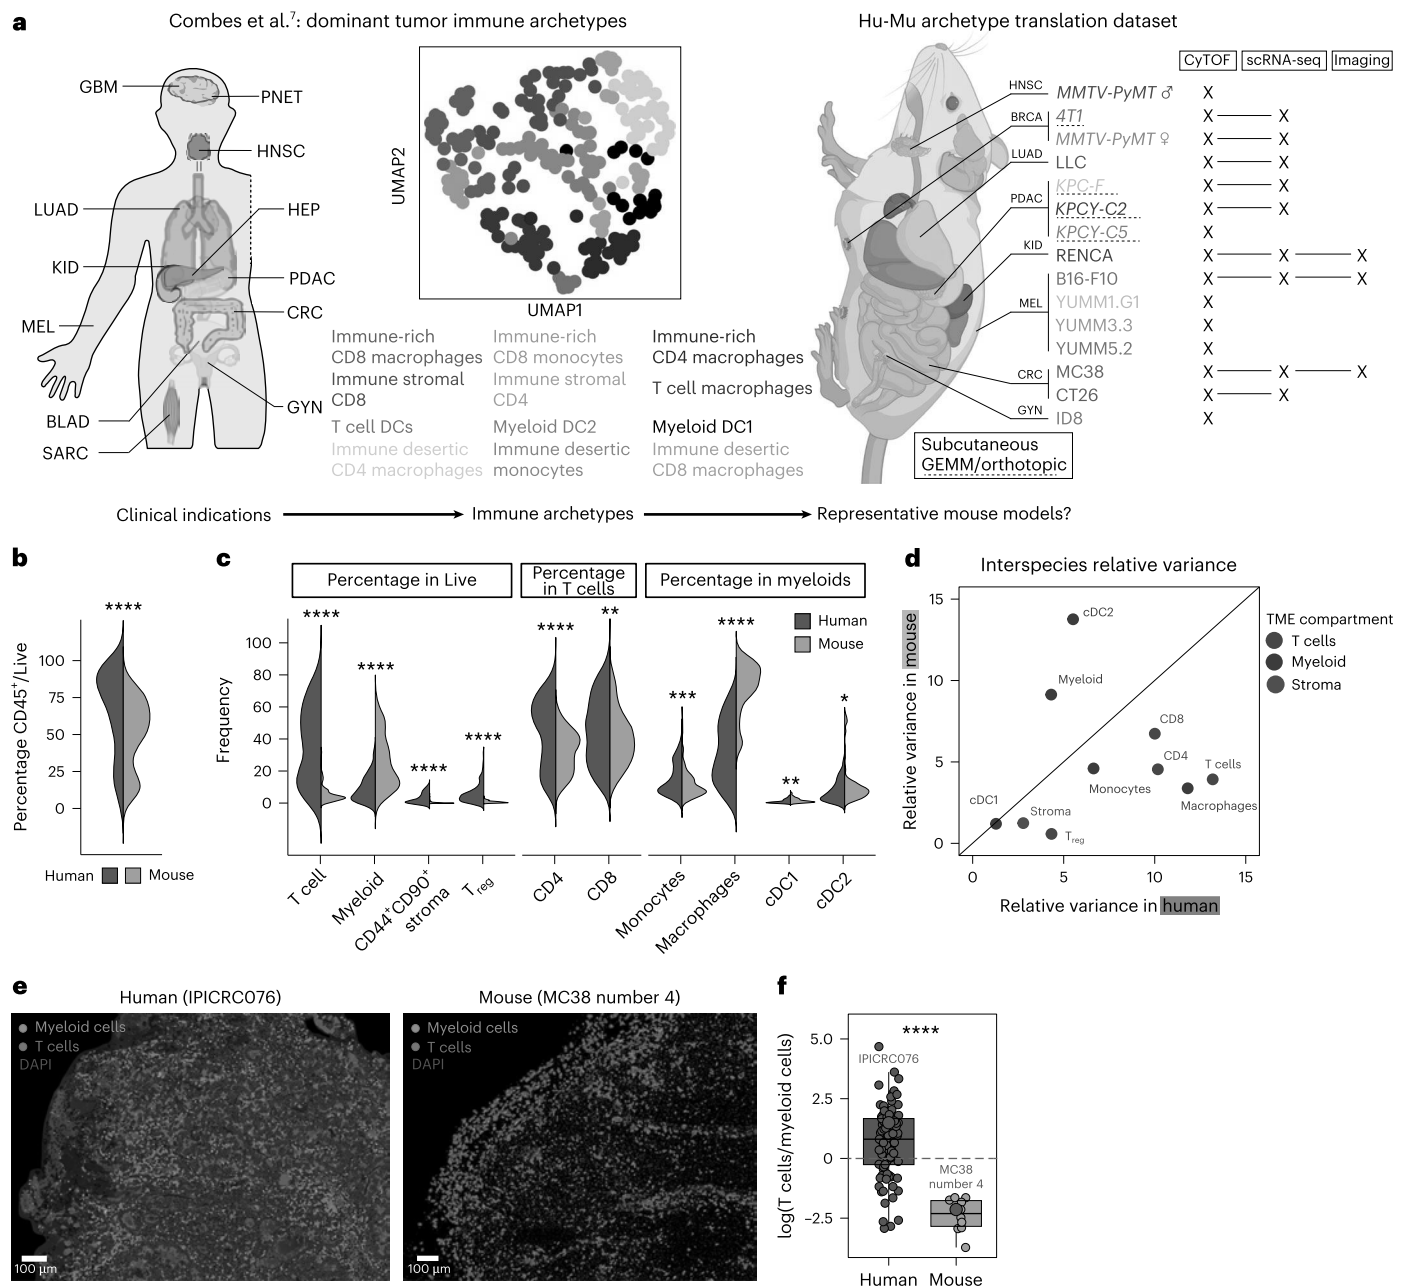 a
Combes et al.7: dominant tumor immune archetypes
Hu-Mu archetype translation dataset
GBM
PNET
HNSC
LUAD
HEP
KID
PDAC
MEL
CRC
BLAD
GYN
SARC
UMAP2
UMAP1
Immune-rich
CD8 macrophages
Immune-rich
CD8 monocytes
Immune-rich
CD4 macrophages
Immune stromal
CD8
Immune stromal
CD4
T cell macrophages
T cell DCs
Myeloid DC2
Myeloid DC1
Immune desertic
CD4 macrophages
Immune desertic
monocytes
Immune desertic
CD8 macrophages
CyTOF scRNA-seq Imaging
HNSC MMTV-PyMT ♂ X
BRCA 4T1 X X
MMTV-PyMT ♀ X X
LUAD LLC X X
PDAC KPC-F X X
KPCY-C2 X X
KPCY-C5 X
KID RENCA X X X
MEL B16-F10 X X X
YUMM1.G1 X
YUMM3.3 X
YUMM5.2 X
CRC MC38 X X X
CT26 X X
GYN ID8 X
Subcutaneous
GEMM/orthotopic
Clinical indications
Immune archetypes
Representative mouse models?
b
****
Percentage CD45+/Live
100
75
50
25
0
Human Mouse
c
Percentage in Live
Percentage
in T cells
Percentage in myeloids
Human
Mouse
Frequency
100
80
60
40
20
0
**** **** **** **** **** ** *** **** ** *
T cell
Myeloid
CD44+CD90+
stroma
Treg
CD4
CD8
Monocytes
Macrophages
cDC1
cDC2
d
Interspecies relative variance
Relative variance in mouse
15
10
5
0
cDC2
Myeloid
CD8
CD4
T cells
Monocytes
Macrophages
cDC1
Stroma
Treg
0 5 10 15
Relative variance in human
TME compartment
T cells
Myeloid
Stroma
e
Human (IPICRC076)
Myeloid cells
T cells
DAPI
100 µm
Mouse (MC38 number 4)
Myeloid cells
T cells
DAPI
100 µm
f
log(T cells/myeloid cells)
5.0
2.5
0
−2.5
****
IPICRC076
MC38
number 4
Human Mouse